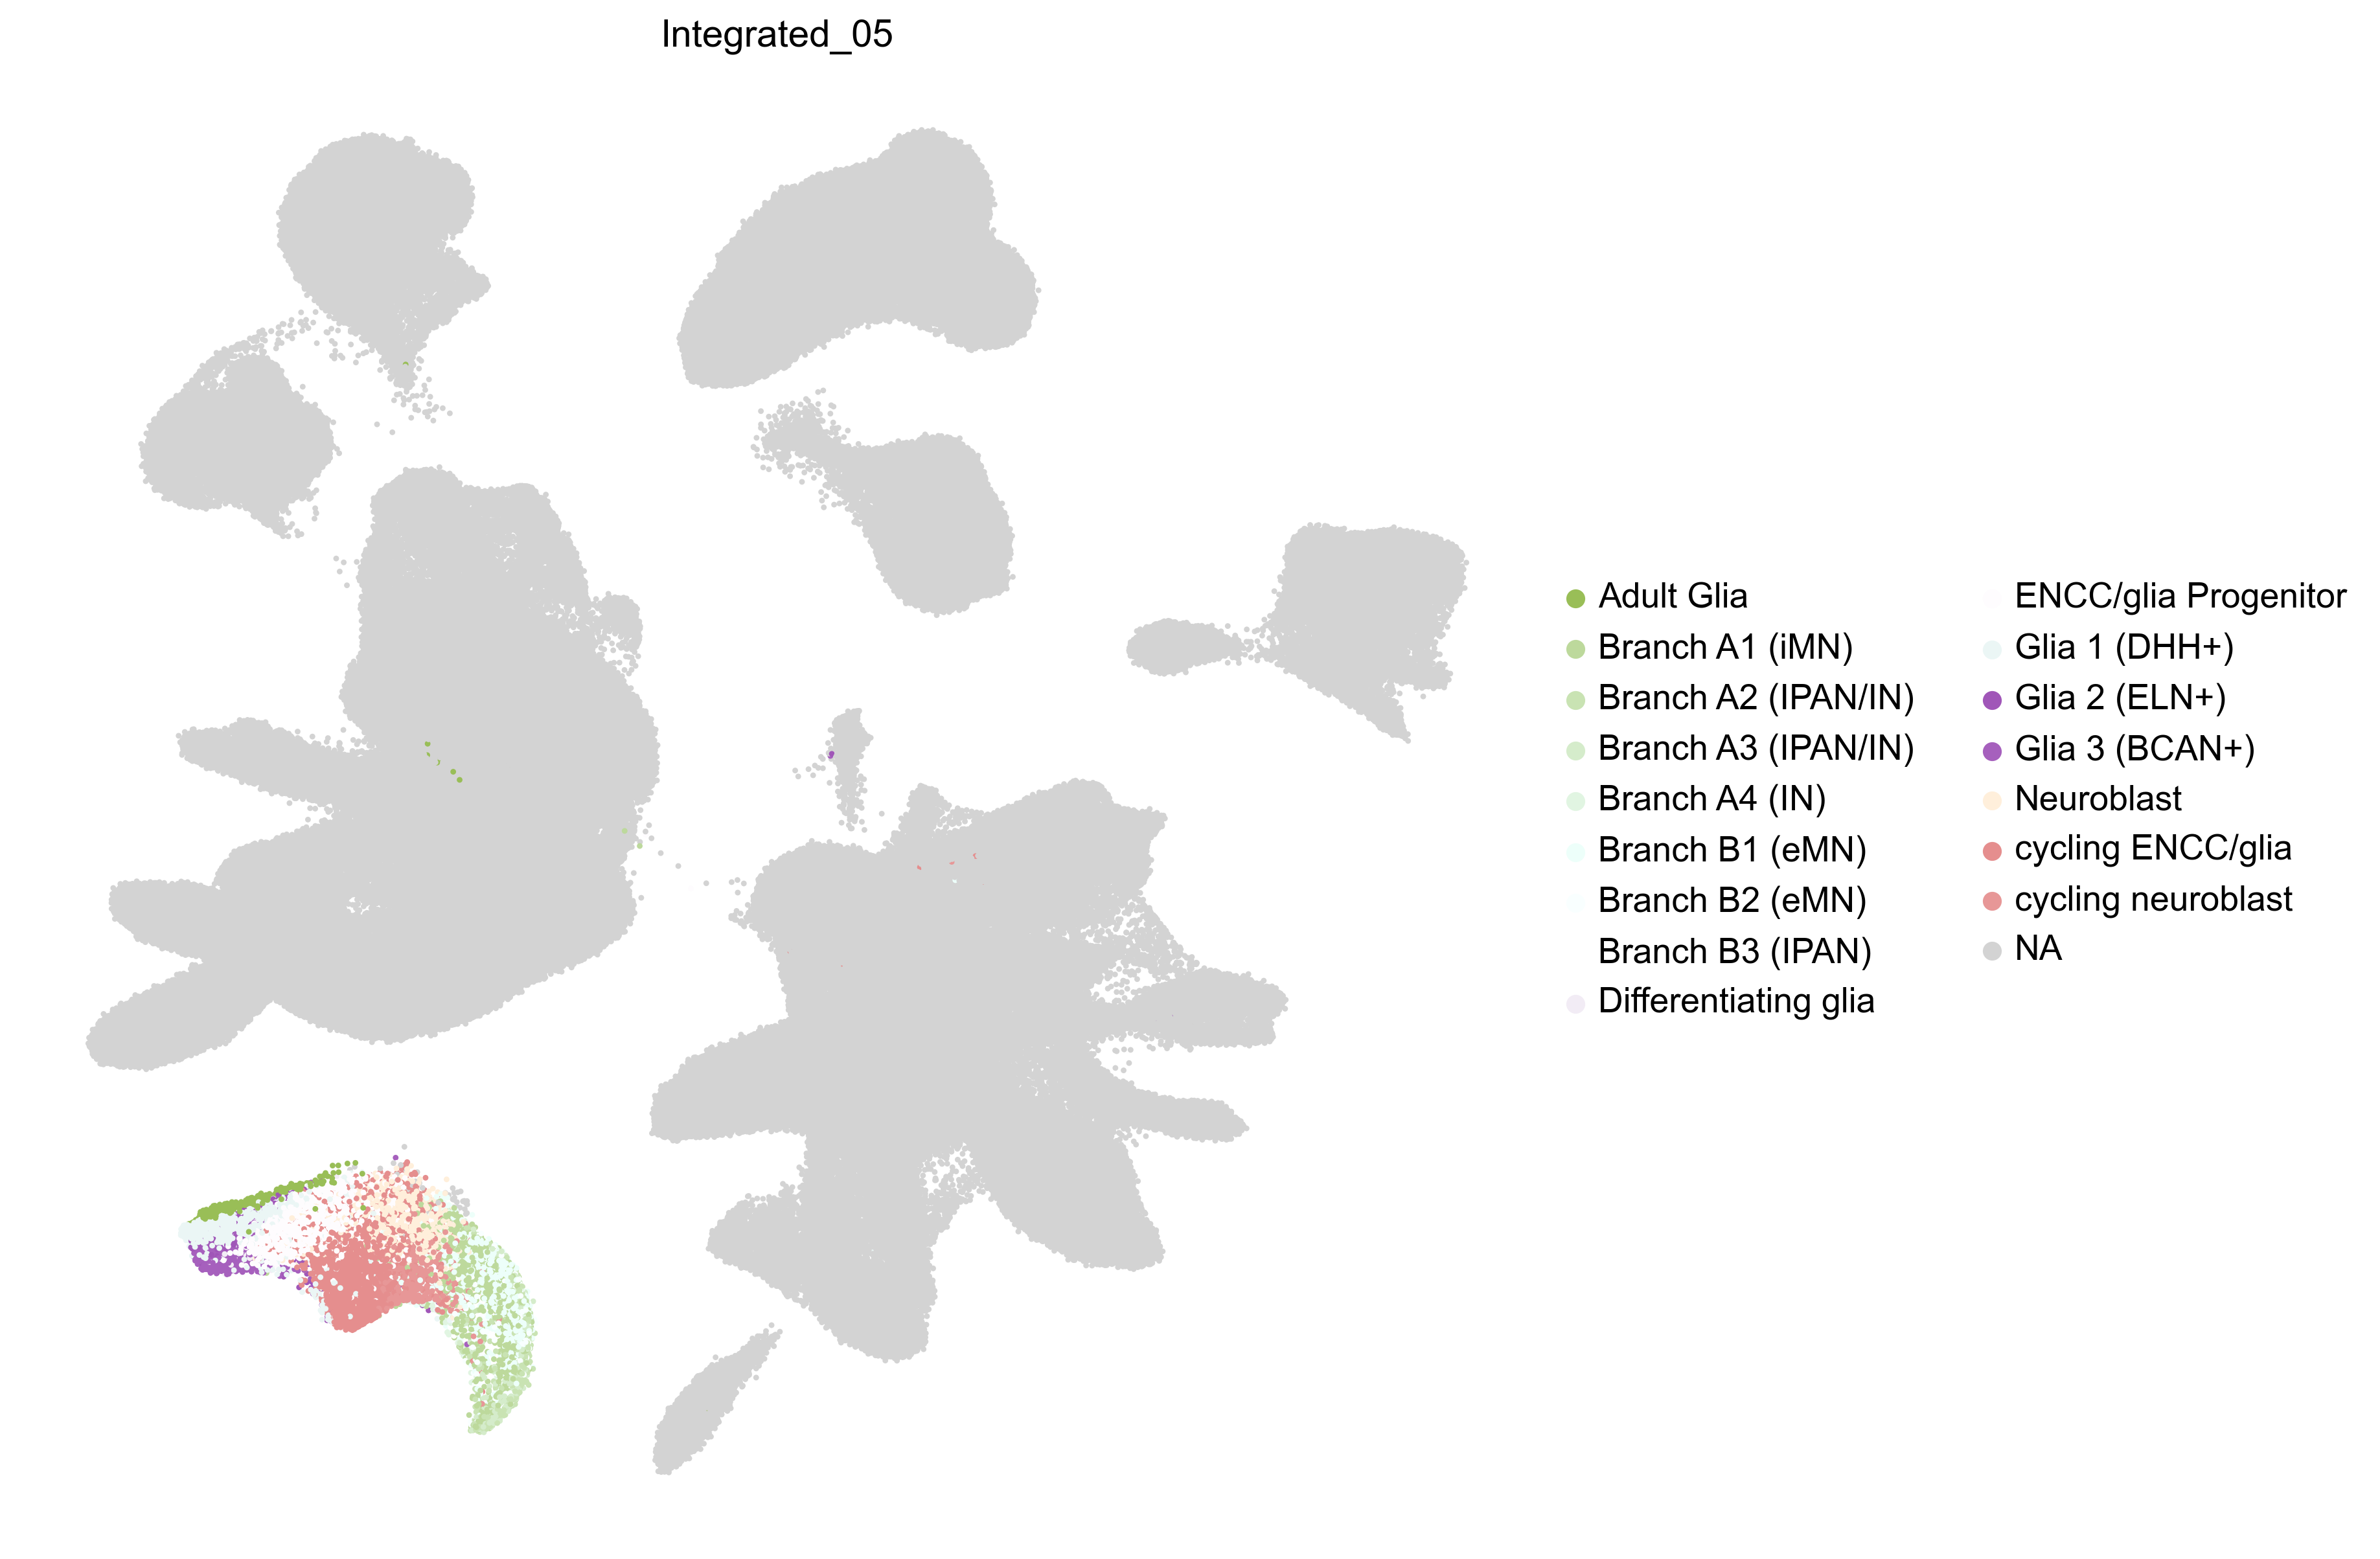 Integrated_05
Adult Glia
Branch A1 (iMN)
Branch A2 (IPAN/IN)
Branch A3 (IPAN/IN)
Branch A4 (IN)
Branch B1 (eMN)
Branch B2 (eMN)
Branch B3 (IPAN)
Differentiating glia
ENCC/glia Progenitor
Glia 1 (DHH+)
Glia 2 (ELN+)
Glia 3 (BCAN+)
Neuroblast
cycling ENCC/glia
cycling neuroblast
NA